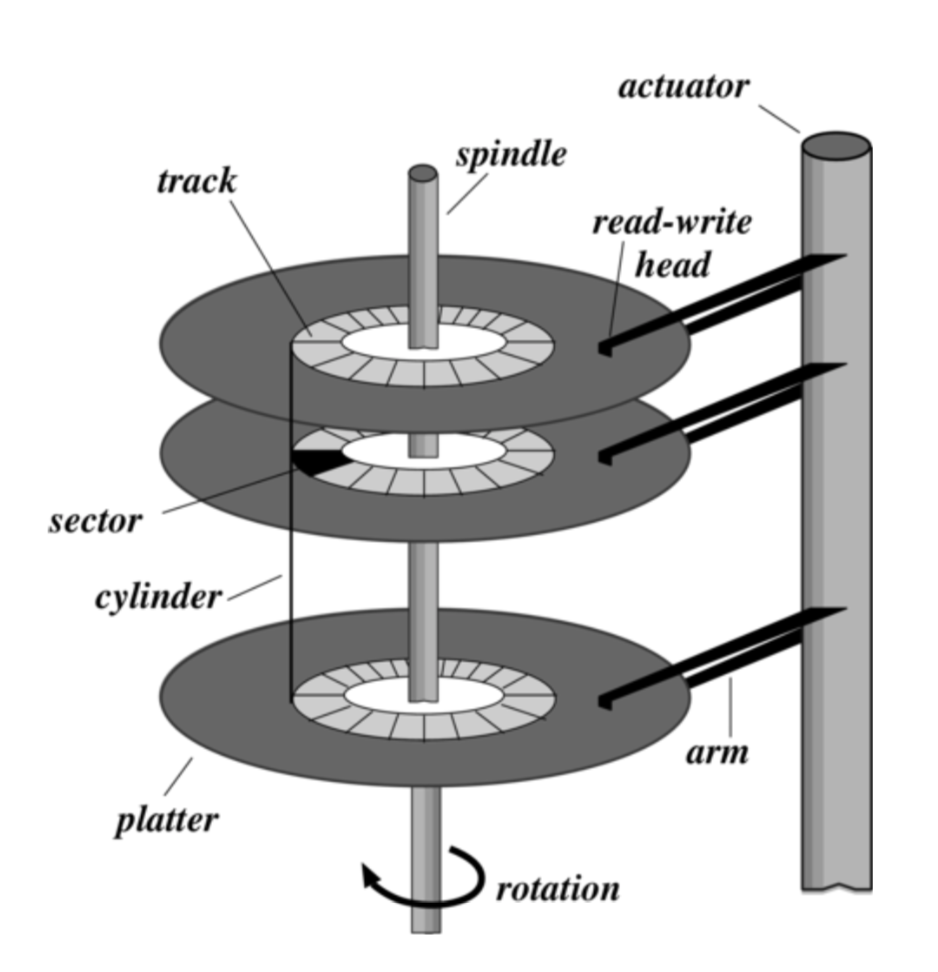 actuator
spindle
track
read-write
head
sector
cylinder
arm
platter
rotation